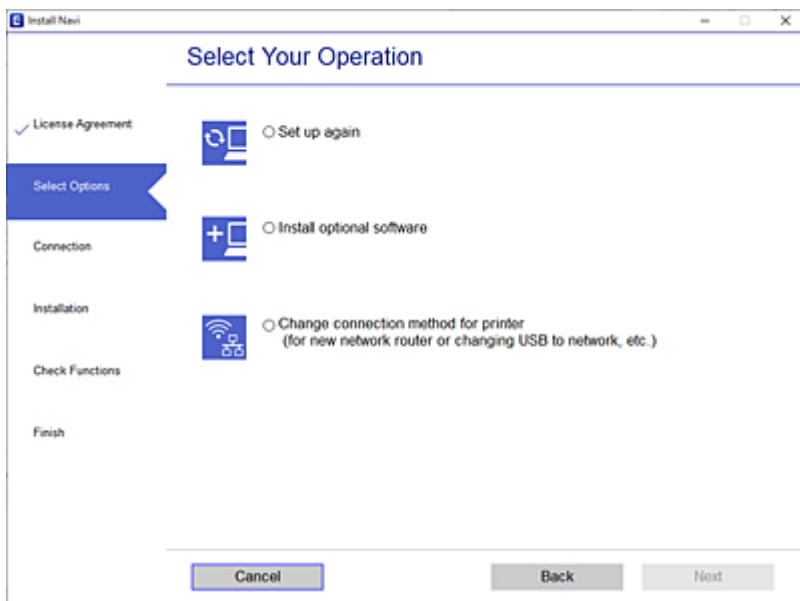 Install Navi
Select Your Operation
License Agreement
Select Options
Connection
Installation
Check Functions
Finish
Set up again
Install optional software
Change connection method for printer
(for new network router or changing USB to network, etc.)
Cancel
Back
Next